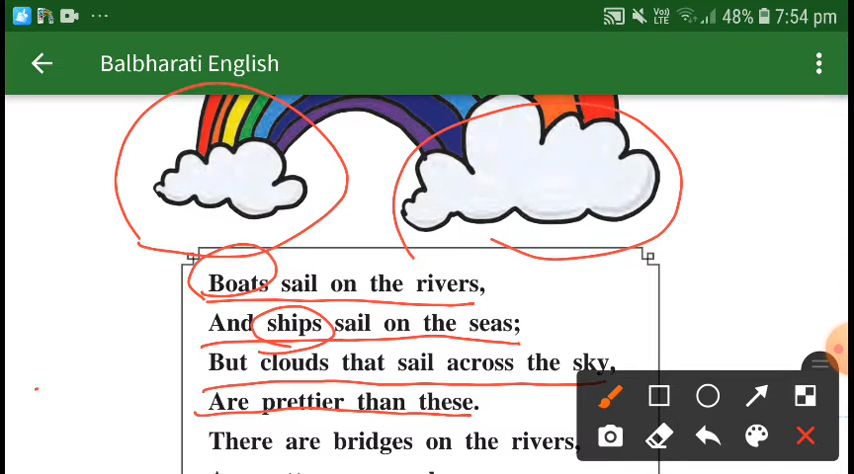 48% 7:54 pm
Balbharati English
Boats sail on the rivers,
And ships sail on the seas;
But clouds that sail across the sky,
Are prettier than these.
There are bridges on the rivers,